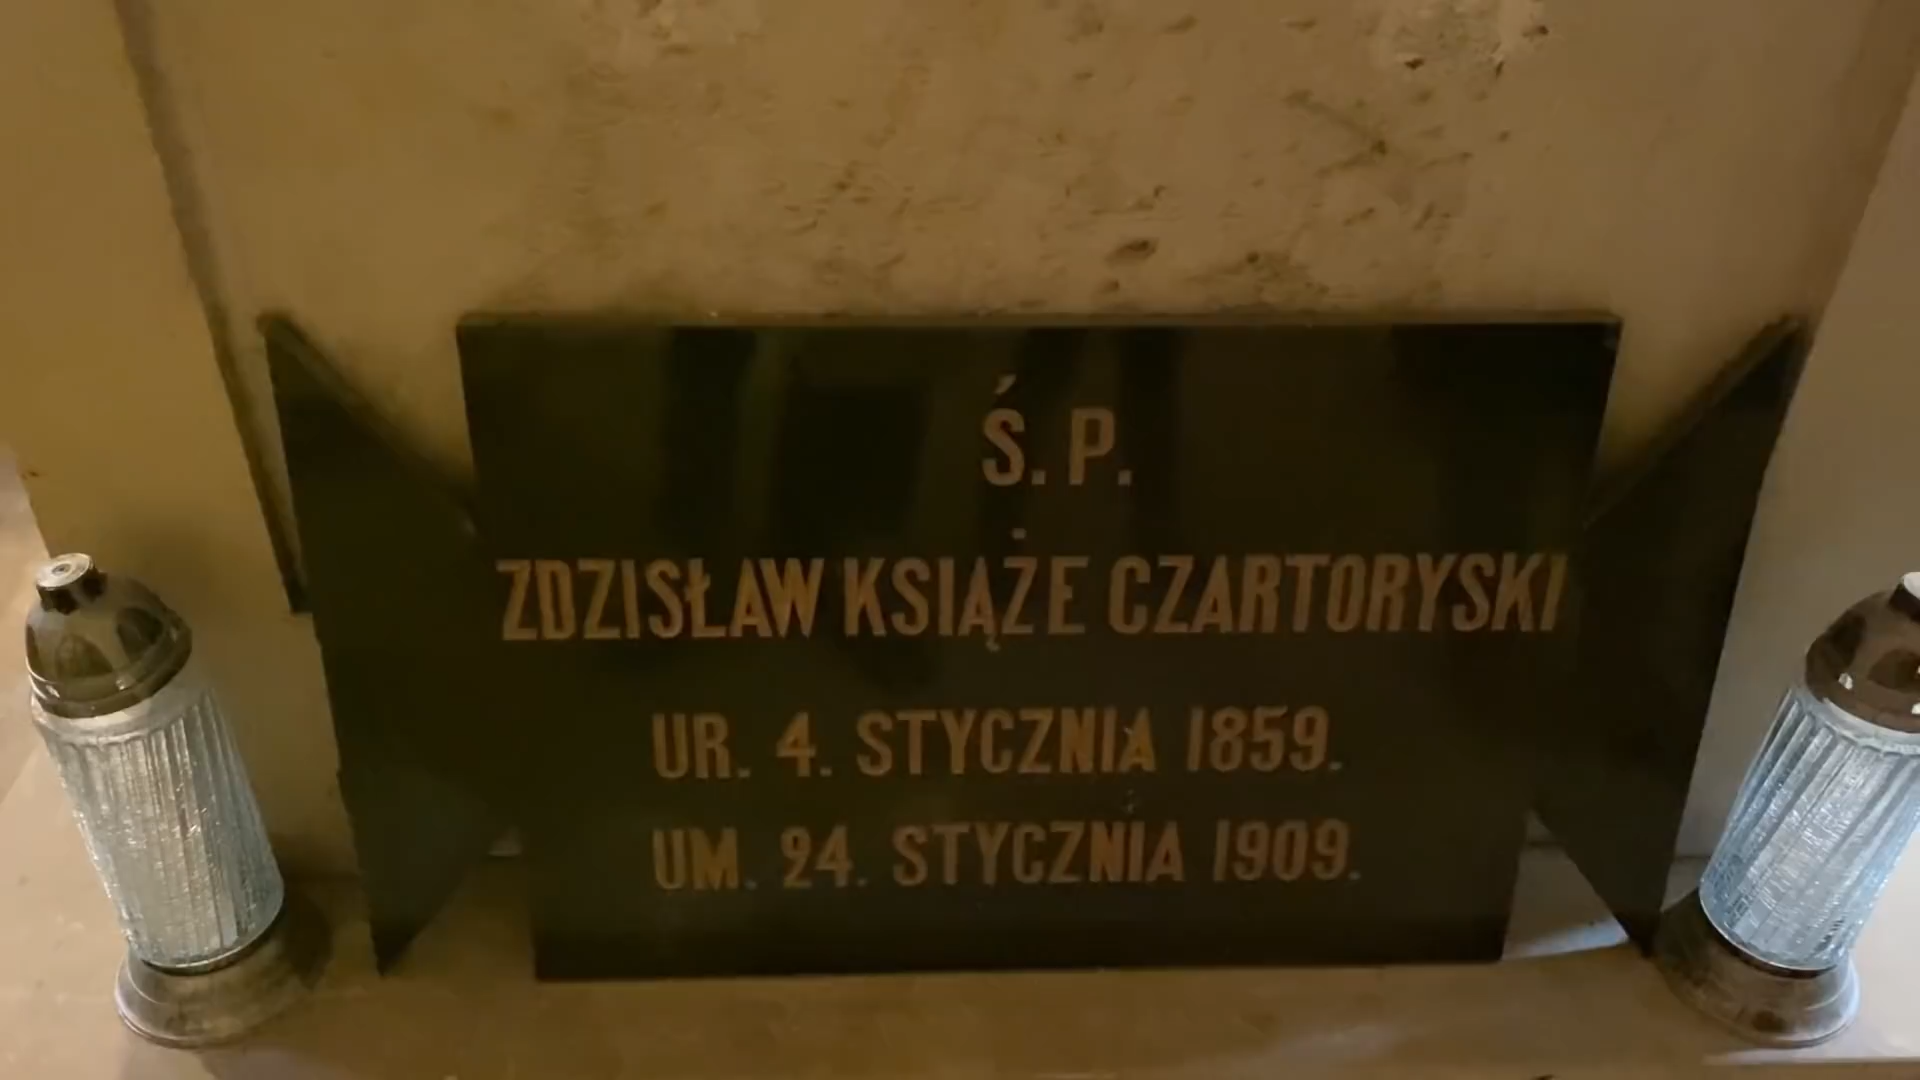 Ś. P.
ZDZISŁAW KSIĄŻE CZARTORYSKI
UR. 4. STYCZNIA 1859.
UM. 24. STYCZNIA 1909.